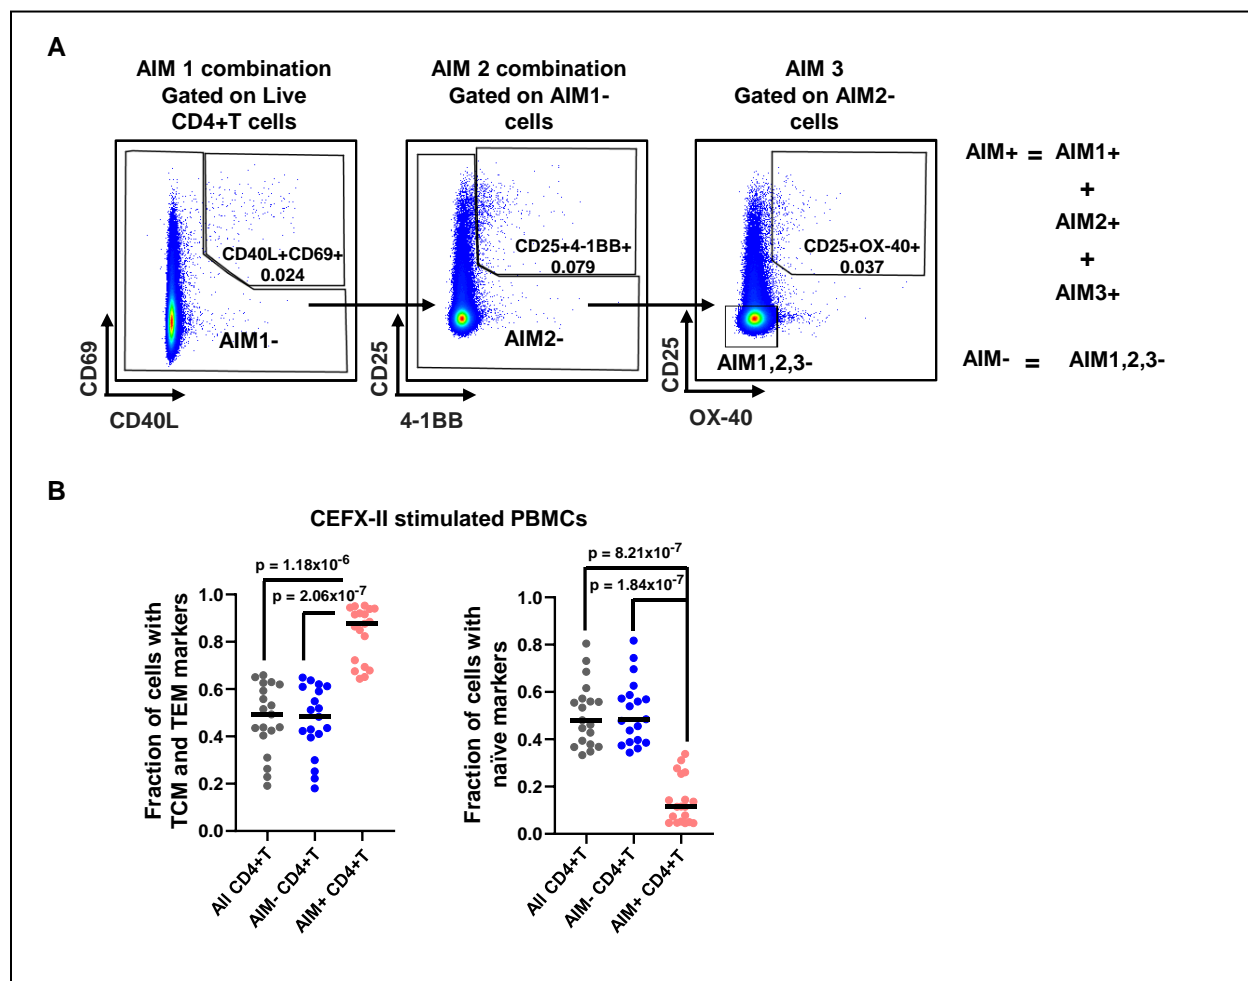 A
AIM 1 combination
Gated on Live
CD4+T cells
AIM 2 combination
Gated on AIM1-
cells
AIM 3
Gated on AIM2-
cells
CD40L+CD69+
0.024
AIM1-
CD69
CD40L
CD25+4-1BB+
0.079
AIM2-
CD25
4-1BB
CD25+OX-40+
0.037
AIM1,2,3-
CD25
OX-40
AIM+ = AIM1+
+
AIM2+
+
AIM3+
AIM- = AIM1,2,3-
B
CEFX-II stimulated PBMCs
p = 1.18x10-6
p = 2.06x10-7
Fraction of cells with
TCM and TEM markers
1.0
0.8
0.6
0.4
0.2
0.0
All CD4+T
AIM- CD4+T
AIM+ CD4+T
p = 8.21x10-7
p = 1.84x10-7
Fraction of cells with
naïve markers
1.0
0.8
0.6
0.4
0.2
0.0
All CD4+T
AIM- CD4+T
AIM+ CD4+T